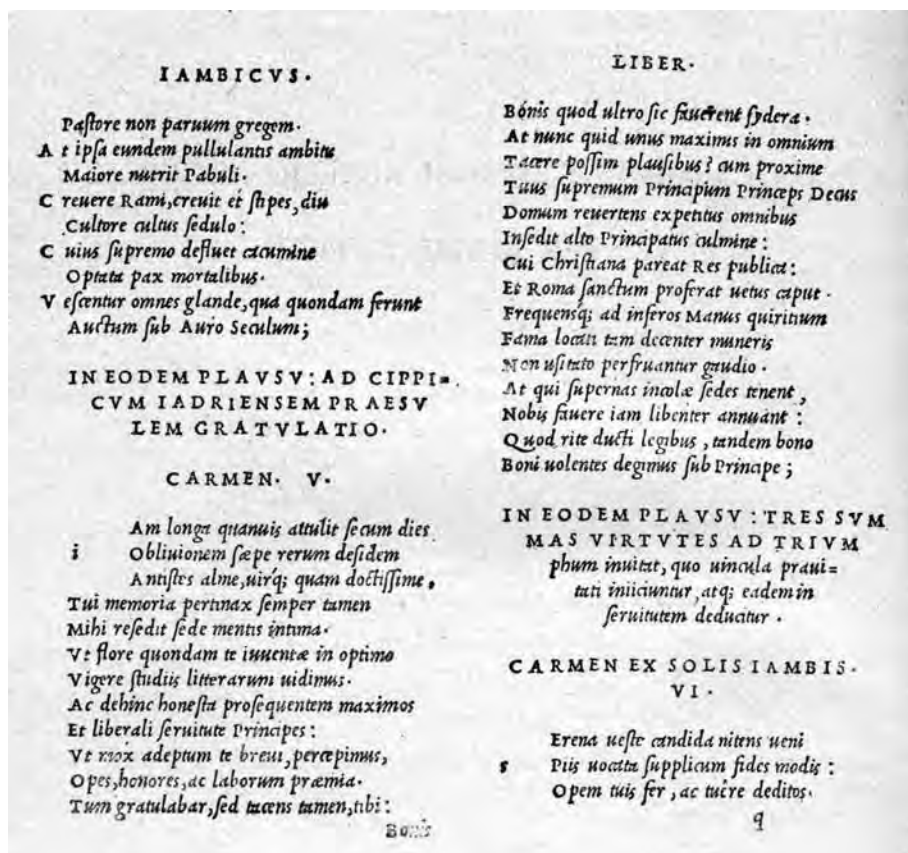 IAMBICVS.
Paſtore non paruum gregem.
A t ipſa eundem pullulantis ambitu
Maiore nutrit Pabuli.
C reuere Rami, creuit et ſtipes, diu
Cultore cultus ſedulo:
C uius ſupremo defluet cacumine
Optata pax mortalibus.
V eſcentur omnes glande, qua quondam ferunt
Auctum ſub Auro Seculum;
IN EODEM PLAVSV: AD CIPPI=
CVM IADRIENSEM PRAESV
LEM GRATVLATIO.
CARMEN. V.
Am longa quanuis attulit ſecum dies
i Obliuionem ſæpe rerum deſidem
Antiſtes alme, uirq; quam doctiſſime,
Tui memoria pertinax ſemper tamen
Mihi reſedit ſede mentis intima.
Vt flore quondam te iuuentæ in optimo
Vigere ſtudiis litterarum uidimus.
Ac dehinc honeſta proſequentem maximos
Et liberali ſeruitute Principes:
Vt mox adeptum te breui, percepimus,
Opes, honores, ac laborum præmia.
Tum gratulabar, ſed tacens tamen, tibi:
Bonis
LIBER.
Bonis quod ultro ſic fauerent ſydera.
At nunc quid unus maximis in omnium
Tacere poſſim plauſibus? cum proxime
Tuus ſupremum Principium Princeps Decus
Domum reuertens expetitus omnibus
Inſedit alto Principatus culmine:
Cui Chriſtiana pareat Res publica:
Et Roma ſanctum proferat uetus caput.
Frequensq; ad inferos Manus quiritium
Fama locati tam decenter muneris
Non uſitato perfruantur gaudio.
At qui ſupernas incolæ ſedes tenent,
Nobis fauere iam libenter annuant:
Quod rite ducti legibus, tandem bono
Boni uolentes degimus ſub Principe;
IN EODEM PLAVSV: TRES SVM
MAS VIRTVTES AD TRIVM
phum inuitat, quo uincula praui=
tati iniiciuntur, atq; eadem in
ſeruitutem deducitur.
CARMEN EX SOLIS IAMBIS.
VI.
Erena ueſte candida nitens ueni
s Piis uocata ſupplicum fides modis:
Opem tuis fer, ac tuere deditos.
q